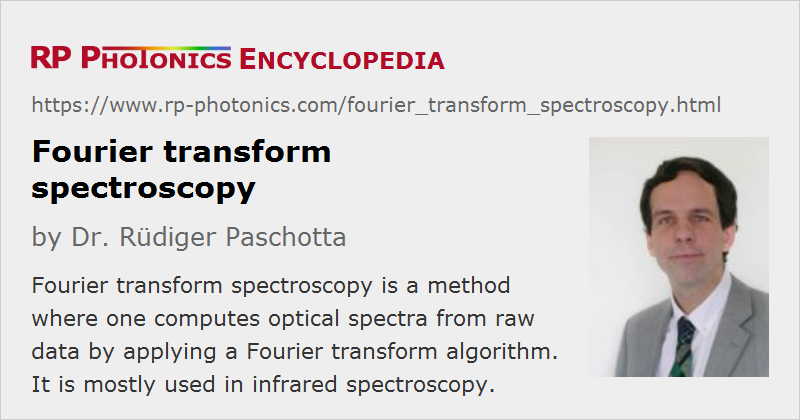 RP PHOTONICS ENCYCLOPEDIA
https://www.rp-photonics.com/fourier_transform_spectroscopy.html
Fourier transform
spectroscopy
by Dr. Rüdiger Paschotta
Fourier transform spectroscopy is a method
where one computes optical spectra from raw
data by applying a Fourier transform algorithm.
It is mostly used in infrared spectroscopy.